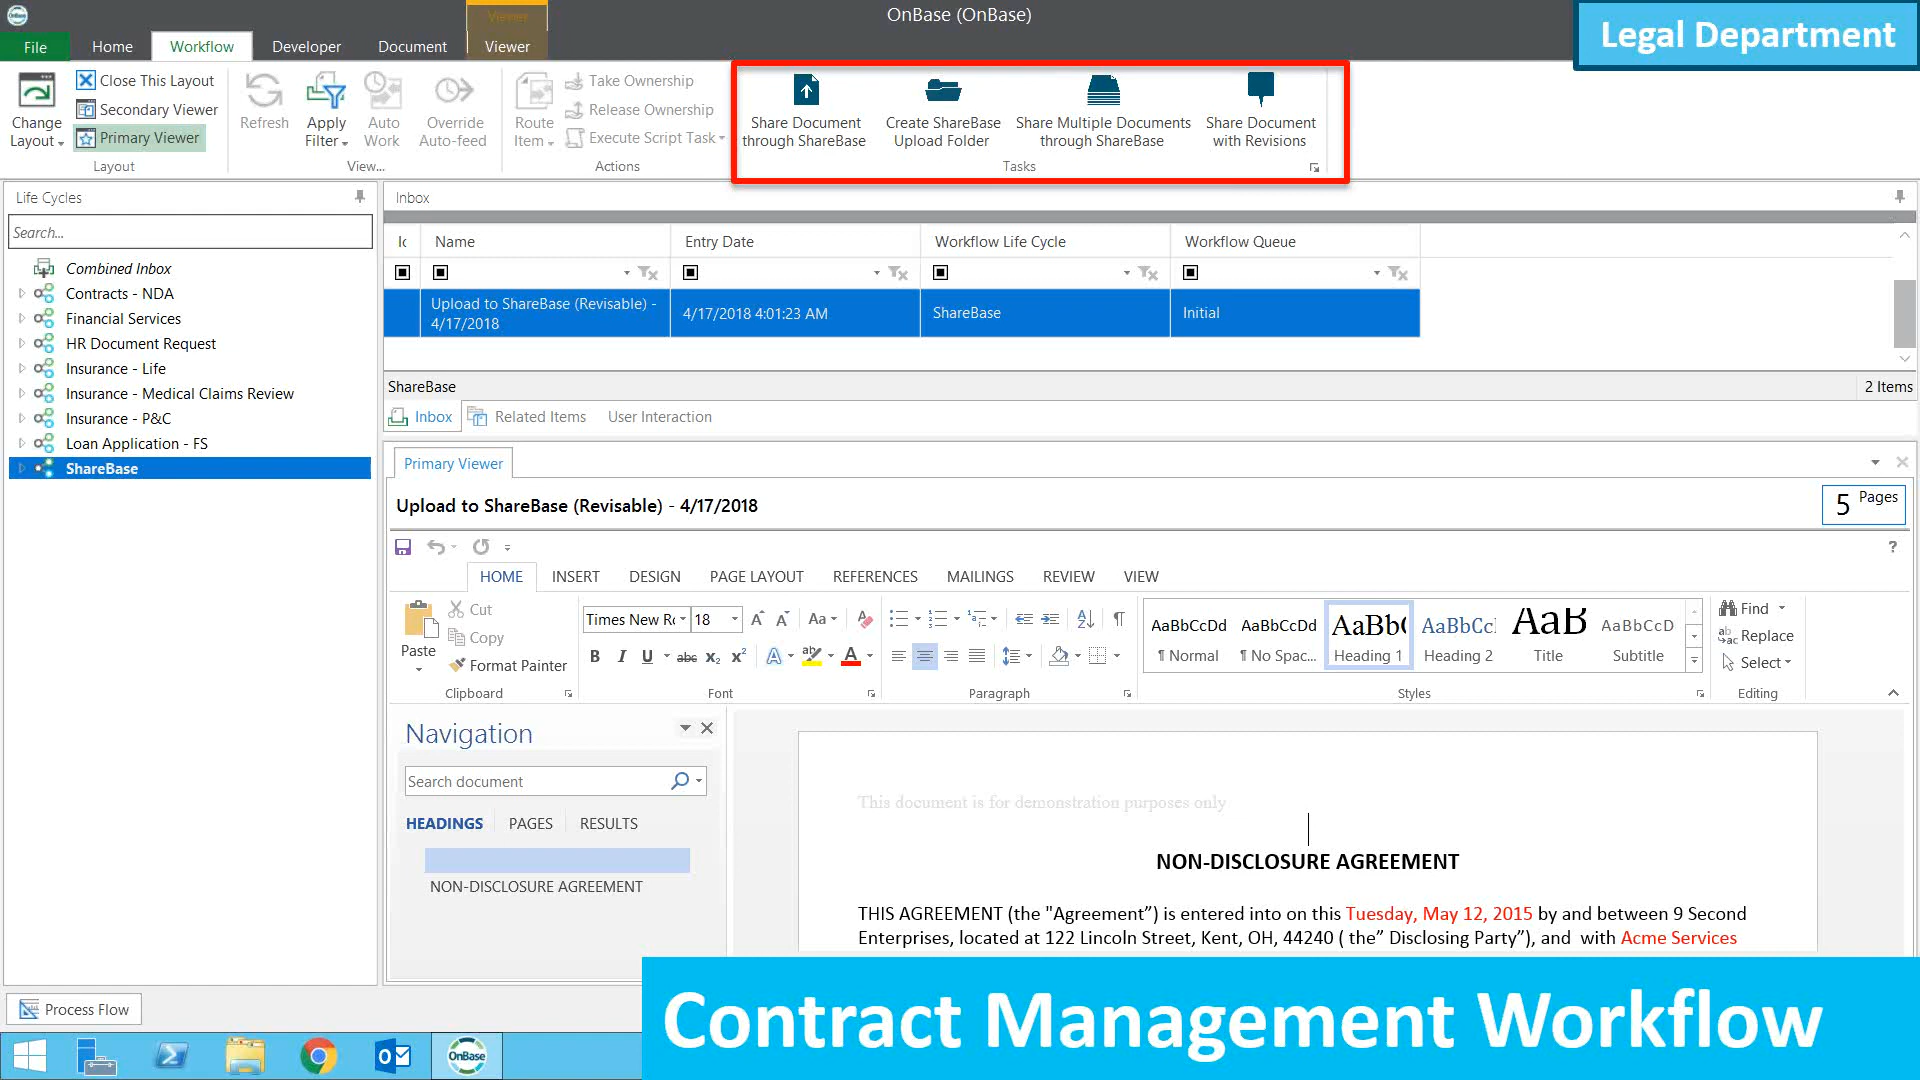 OnBase (OnBase)
Legal Department
Viewer
File
Home
Workflow
Developer
Document
Viewer
Change
Layout
Close This Layout
Secondary Viewer
Primary Viewer
Layout
Refresh
Apply
Filter
Auto
Work
Override
Auto-feed
View...
Route
Item
Take Ownership
Release Ownership
Execute Script Task
Actions
Share Document
through ShareBase
Create ShareBase
Upload Folder
Share Multiple Documents
through ShareBase
Share Document
with Revisions
Tasks
Life Cycles
Search...
Combined Inbox
Contracts - NDA
Financial Services
HR Document Request
Insurance - Life
Insurance - Medical Claims Review
Insurance - P&C
Loan Application - FS
ShareBase
Inbox
Name
Entry Date
Workflow Life Cycle
Workflow Queue
Upload to ShareBase (Revisable) -
4/17/2018
4/17/2018 4:01:23 AM
ShareBase
Initial
ShareBase
2 Items
Inbox
Related Items
User Interaction
Primary Viewer
Upload to ShareBase (Revisable) - 4/17/2018
5 Pages
?
HOME
INSERT
DESIGN
PAGE LAYOUT
REFERENCES
MAILINGS
REVIEW
VIEW
Paste
Cut
Copy
Format Painter
Clipboard
Times New Ro
18
Aa
B I U abc X₂ X² A ab A
Font
Paragraph
AaBbCcDd
¶ Normal
AaBbCcDd
¶ No Spac...
AaBb(
Heading 1
AaBbCc
Heading 2
AaB
Title
AaBbCcD
Subtitle
Styles
Find
Replace
Select
Editing
Navigation
Search document
HEADINGS
PAGES
RESULTS
NON-DISCLOSURE AGREEMENT
This document is for demonstration purposes only
NON-DISCLOSURE AGREEMENT
THIS AGREEMENT (the "Agreement”) is entered into on this Tuesday, May 12, 2015 by and between 9 Second
Enterprises, located at 122 Lincoln Street, Kent, OH, 44240 ( the” Disclosing Party”), and with Acme Services
Process Flow
Contract Management Workflow
OnBase